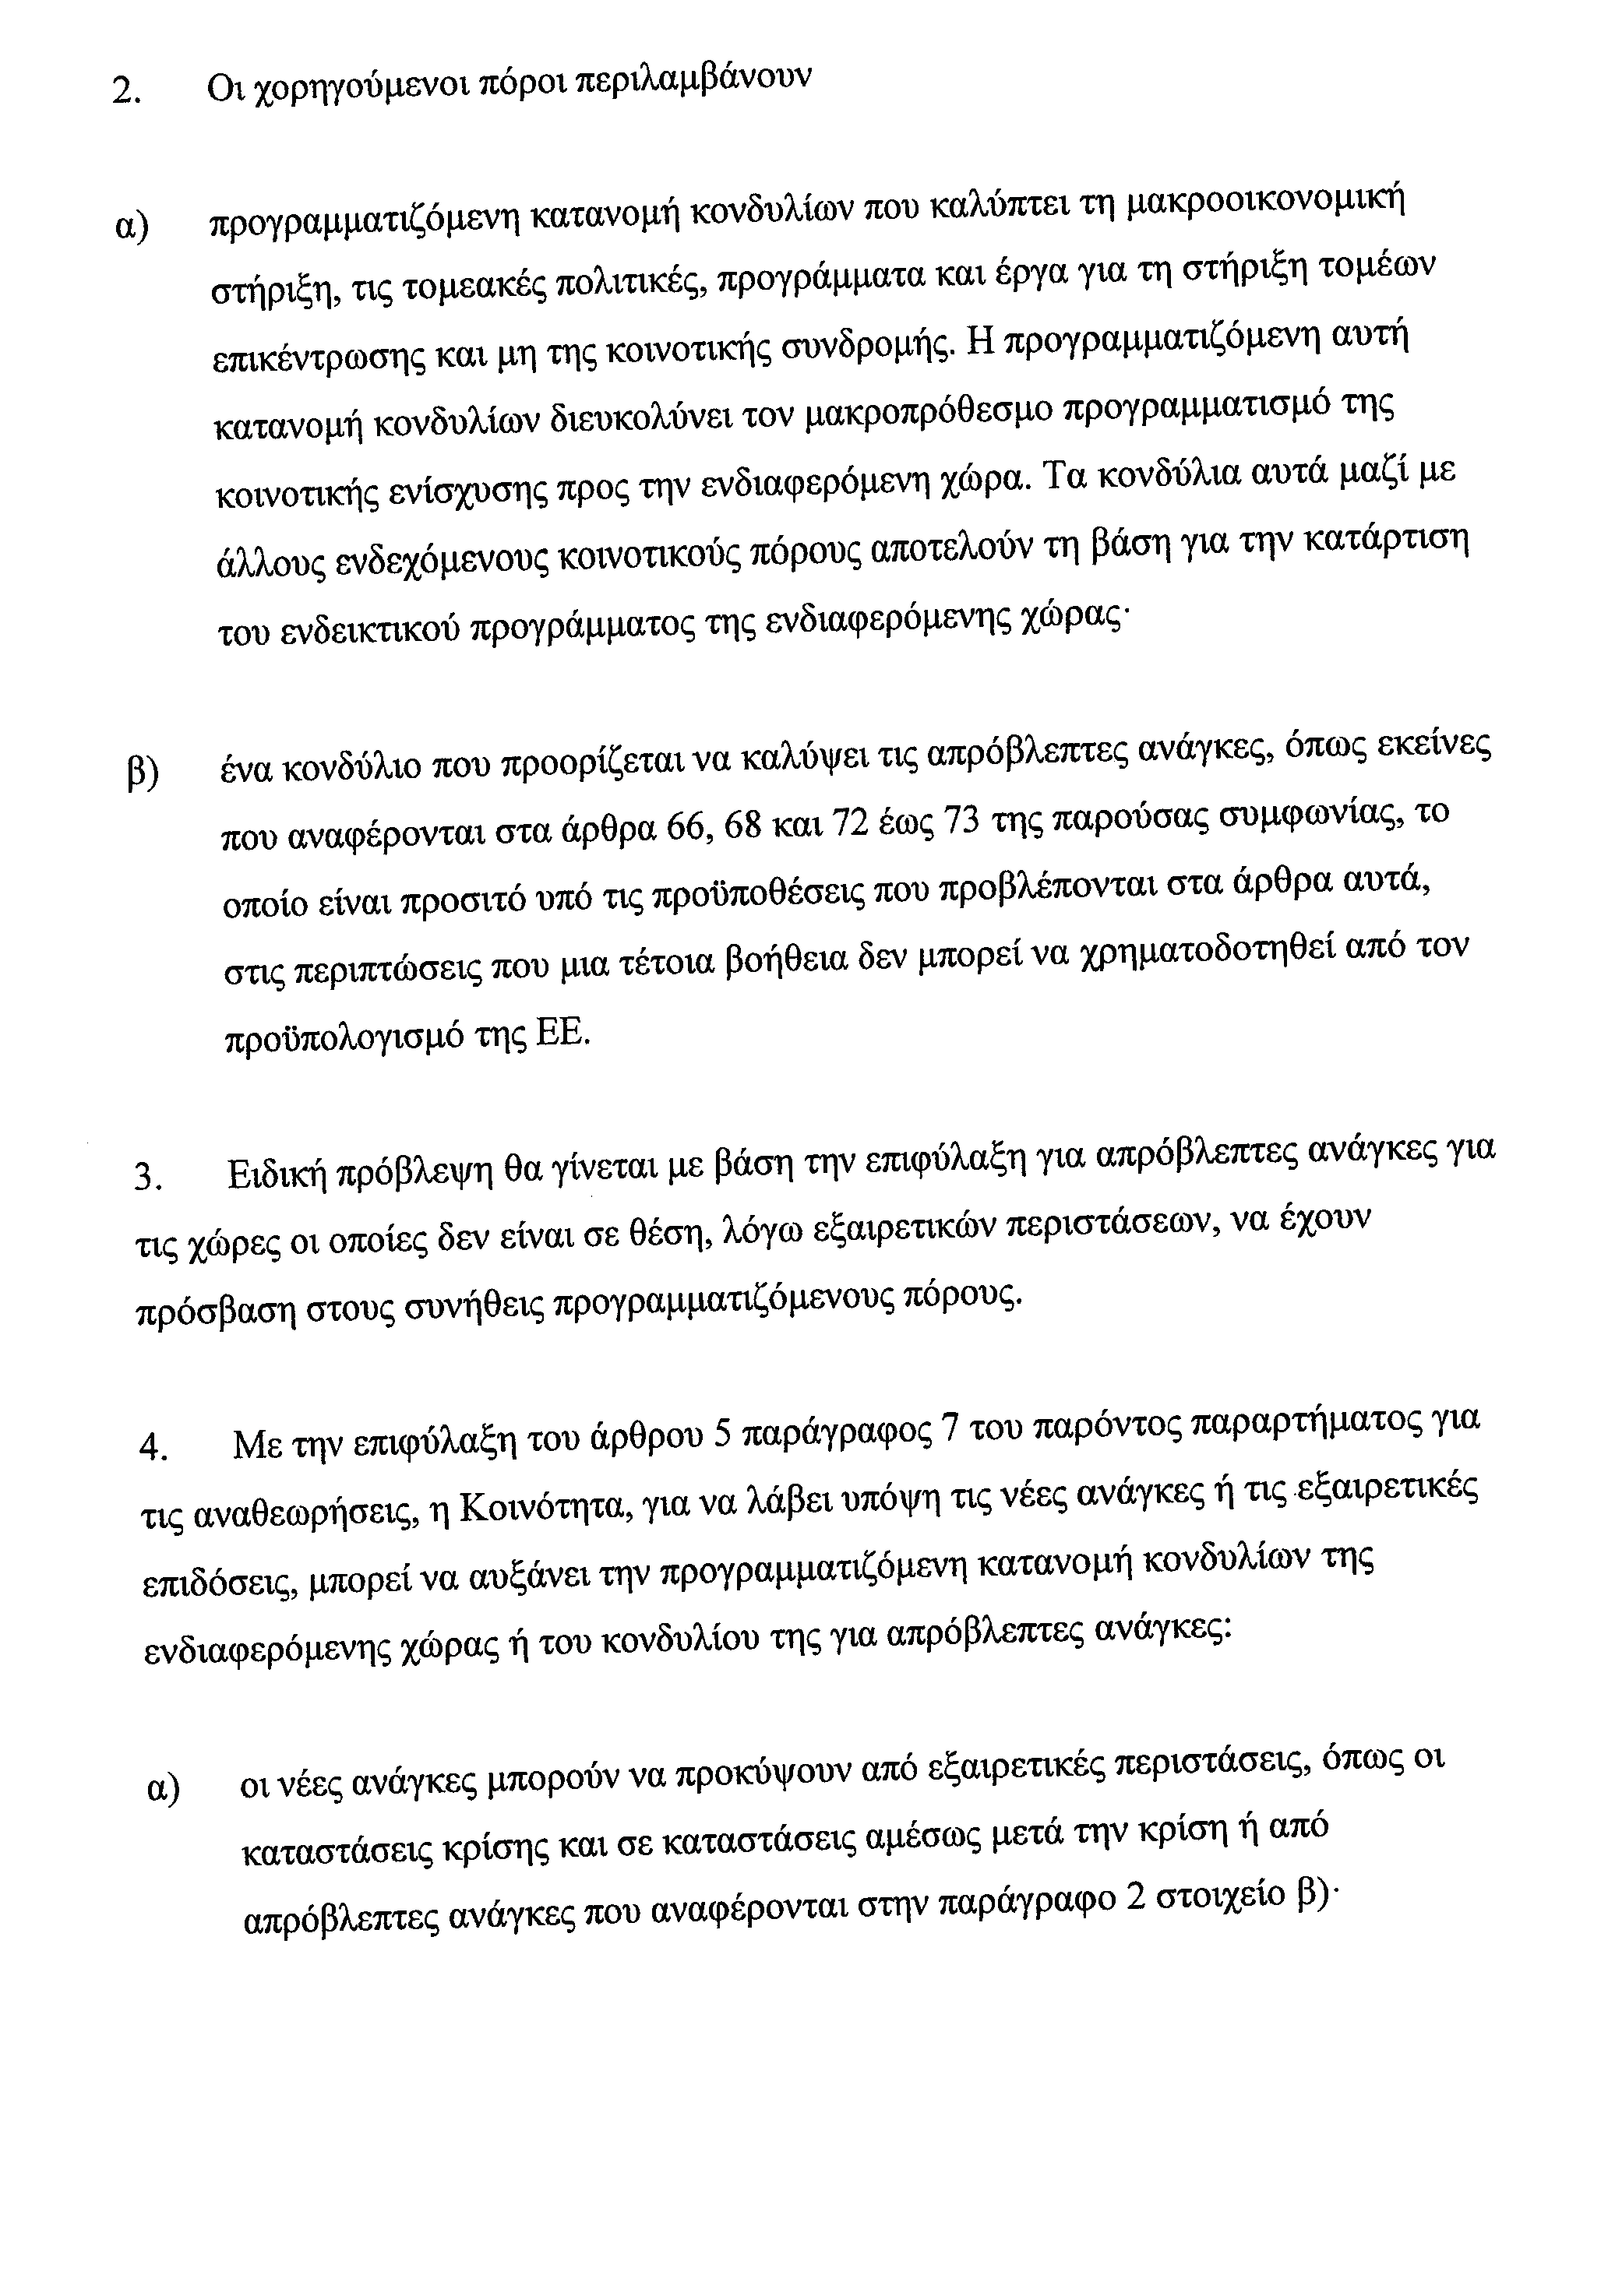 2. Οι χορηγούμενοι πόροι περιλαμβάνουν
α) προγραμματιζόμενη κατανομή κονδυλίων που καλύπτει τη μακροοικονομική
στήριξη, τις τομεακές πολιτικές, προγράμματα και έργα για τη στήριξη τομέων
επικέντρωσης και μη της κοινοτικής συνδρομής. Η προγραμματιζόμενη αυτή
κατανομή κονδυλίων διευκολύνει τον μακροπρόθεσμο προγραμματισμό της
κοινοτικής ενίσχυσης προς την ενδιαφερόμενη χώρα. Τα κονδύλια αυτά μαζί με
άλλους ενδεχόμενους κοινοτικούς πόρους αποτελούν τη βάση για την κατάρτιση
του ενδεικτικού προγράμματος της ενδιαφερόμενης χώρας·
β) ένα κονδύλιο που προορίζεται να καλύψει τις απρόβλεπτες ανάγκες, όπως εκείνες
που αναφέρονται στα άρθρα 66, 68 και 72 έως 73 της παρούσας συμφωνίας, το
οποίο είναι προσιτό υπό τις προϋποθέσεις που προβλέπονται στα άρθρα αυτά,
στις περιπτώσεις που μια τέτοια βοήθεια δεν μπορεί να χρηματοδοτηθεί από τον
προϋπολογισμό της ΕΕ.
3. Ειδική πρόβλεψη θα γίνεται με βάση την επιφύλαξη για απρόβλεπτες ανάγκες για
τις χώρες οι οποίες δεν είναι σε θέση, λόγω εξαιρετικών περιστάσεων, να έχουν
πρόσβαση στους συνήθεις προγραμματιζόμενους πόρους.
4. Με την επιφύλαξη του άρθρου 5 παράγραφος 7 του παρόντος παραρτήματος για
τις αναθεωρήσεις, η Κοινότητα, για να λάβει υπόψη τις νέες ανάγκες ή τις εξαιρετικές
επιδόσεις, μπορεί να αυξάνει την προγραμματιζόμενη κατανομή κονδυλίων της
ενδιαφερόμενης χώρας ή του κονδυλίου της για απρόβλεπτες ανάγκες:
α) οι νέες ανάγκες μπορούν να προκύψουν από εξαιρετικές περιστάσεις, όπως οι
καταστάσεις κρίσης και σε καταστάσεις αμέσως μετά την κρίση ή από
απρόβλεπτες ανάγκες που αναφέρονται στην παράγραφο 2 στοιχείο β)·